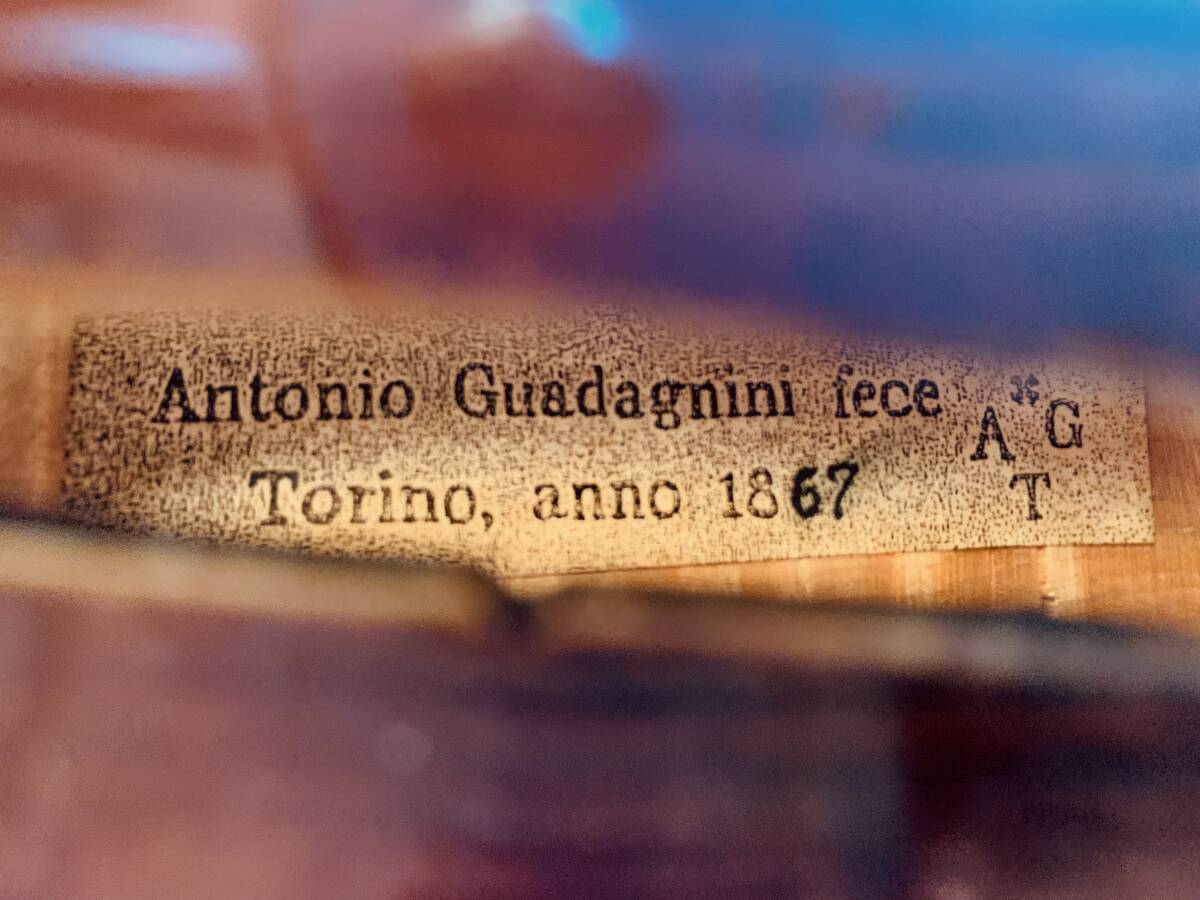 Antonio Guadagnini fece
Torino, anno 1867
A G
T